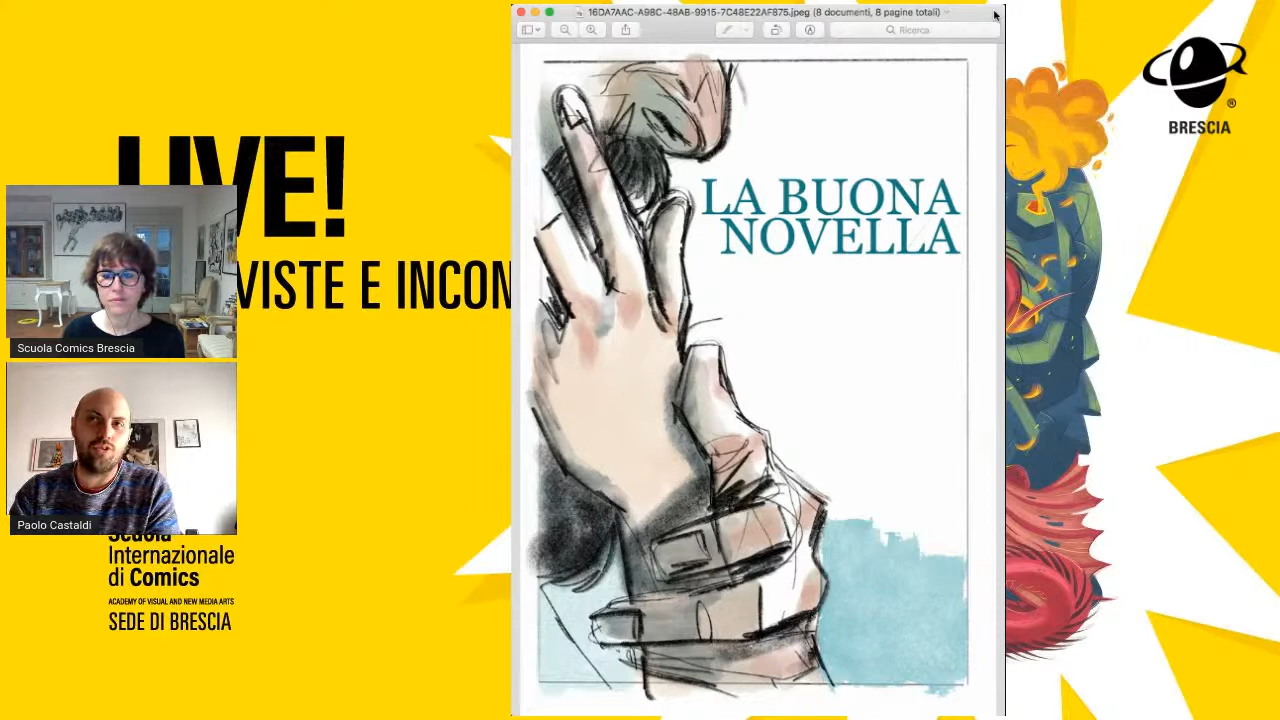 16DA7AAC-A98C-48AB-9915-7C48E22AF875.jpeg (8 documenti, 8 pagine totali)
Ricerca
BRESCIA
®
LIVE!
VISTE E INCON
LA BUONA
NOVELLA
Scuola Comics Brescia
Paolo Castaldi
Scuola
Internazionale
di Comics
ACADEMY OF VISUAL AND NEW MEDIA ARTS
SEDE DI BRESCIA